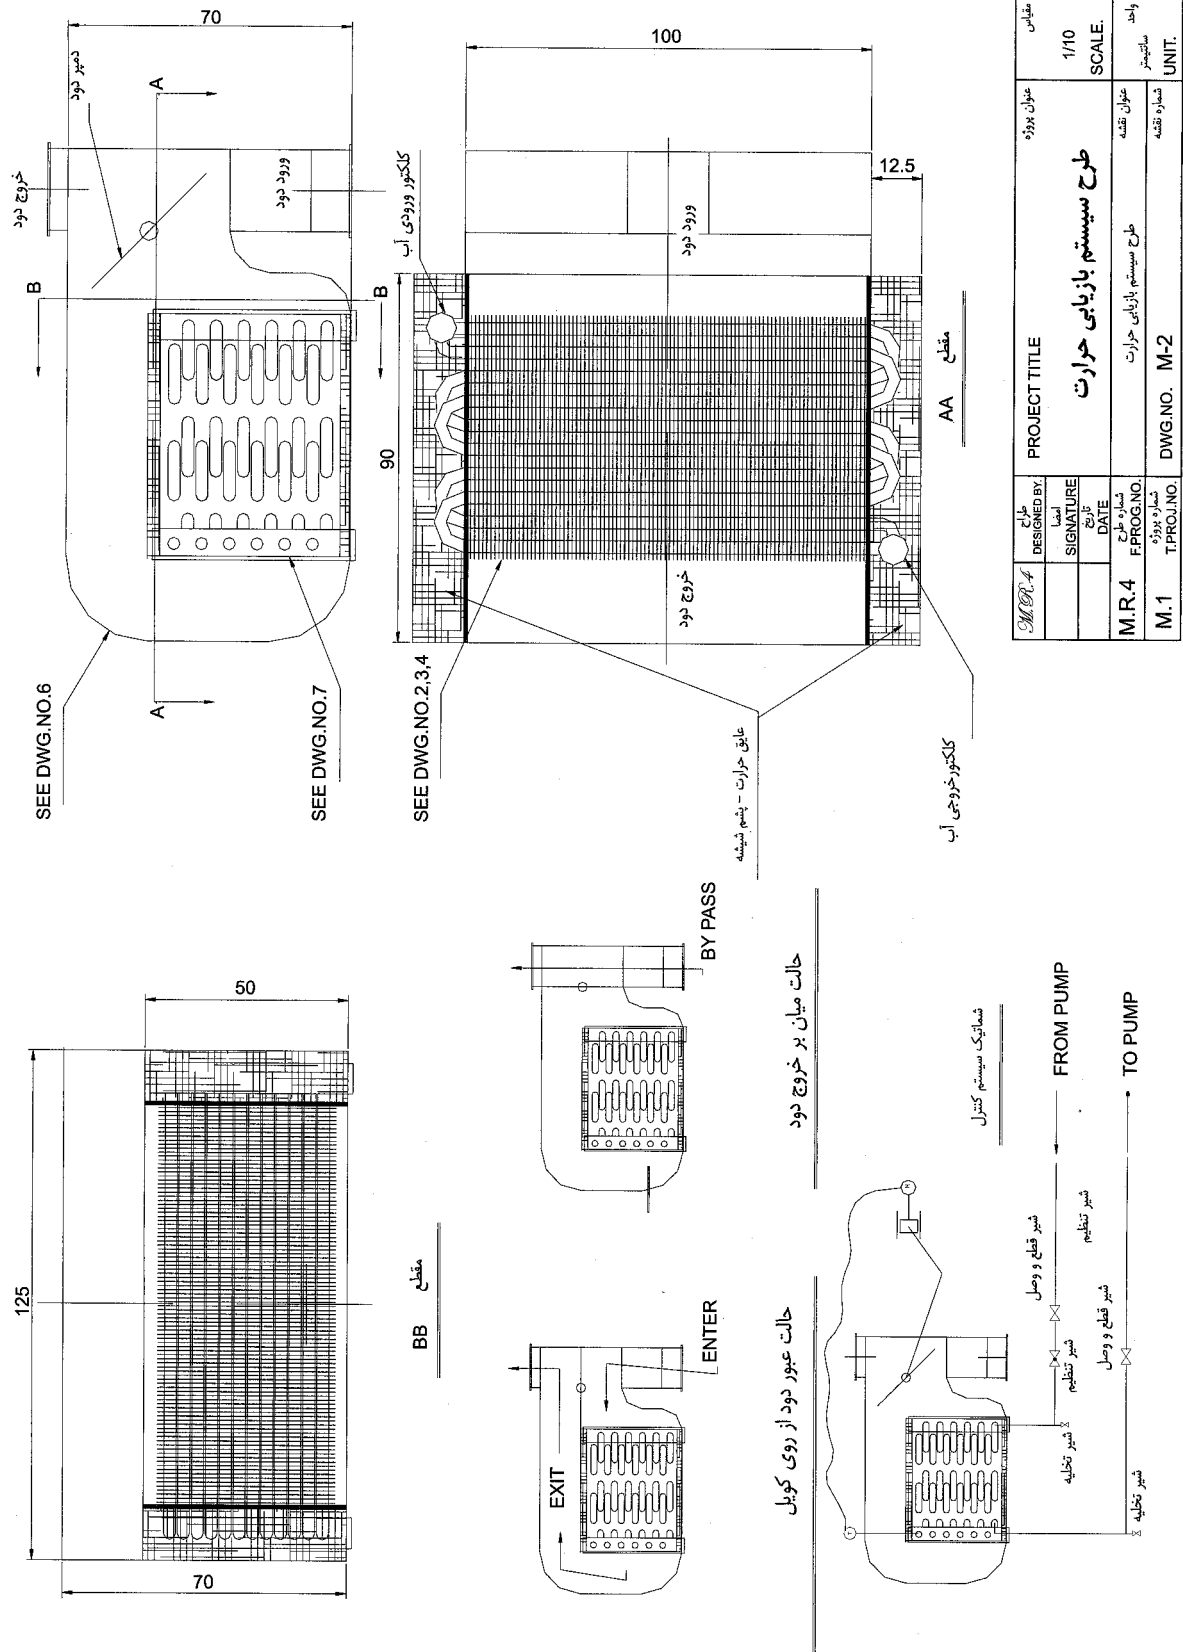 70
دمپر دود
A
خروج دود
ورود دود
B
B
A
SEE DWG.NO.6
SEE DWG.NO.7
100
کلکتور ورودی آب
12.5
ورود دود
90
خروج دود
مقطع
AA
SEE DWG.NO.2,3,4
عایق حرارت - پشم شیشه
کلکتور خروجی آب
50
125
70
مقطع
BB
BY PASS
حالت میان بر خروج دود
EXIT
ENTER
حالت عبور دود از روی کویل
شماتیک سیستم کنترل
FROM PUMP
TO PUMP
شیر قطع و وصل
شیر تنظیم
شیر قطع و وصل
شیر تنظیم
شیر تخلیه
شیر تخلیه
مقیاس
1/10
SCALE.
واحد
سانتیمتر
UNIT.
عنوان پروژه
PROJECT TITLE
طرح سیستم بازیابی حرارت
عنوان نقشه
طرح سیستم بازیابی حرارت
شماره نقشه
DWG.NO. M-2
طراح
DESIGNED BY.
M.R.4
امضا
SIGNATURE
تاریخ
DATE
شماره طرح
F.PROG.NO.
M.R.4
شماره پروژه
T.PROJ.NO.
M.1